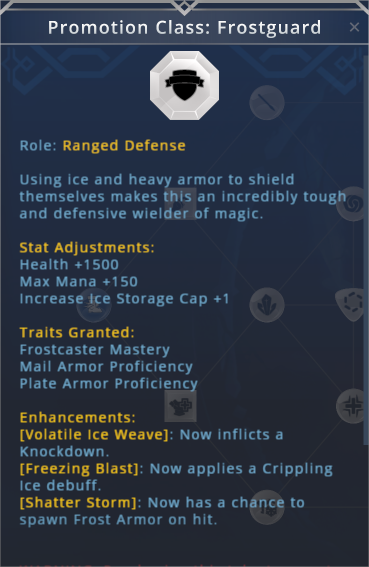 Promotion Class: Frostguard
Role: Ranged Defense
Using ice and heavy armor to shield
themselves makes this an incredibly tough
and defensive wielder of magic.
Stat Adjustments:
Health +1500
Max Mana +150
Increase Ice Storage Cap +1
Traits Granted:
Frostcaster Mastery
Mail Armor Proficiency
Plate Armor Proficiency
Enhancements:
[Volatile Ice Weave]: Now inflicts a
Knockdown.
[Freezing Blast]: Now applies a Crippling
Ice debuff.
[Shatter Storm]: Now has a chance to
spawn Frost Armor on hit.